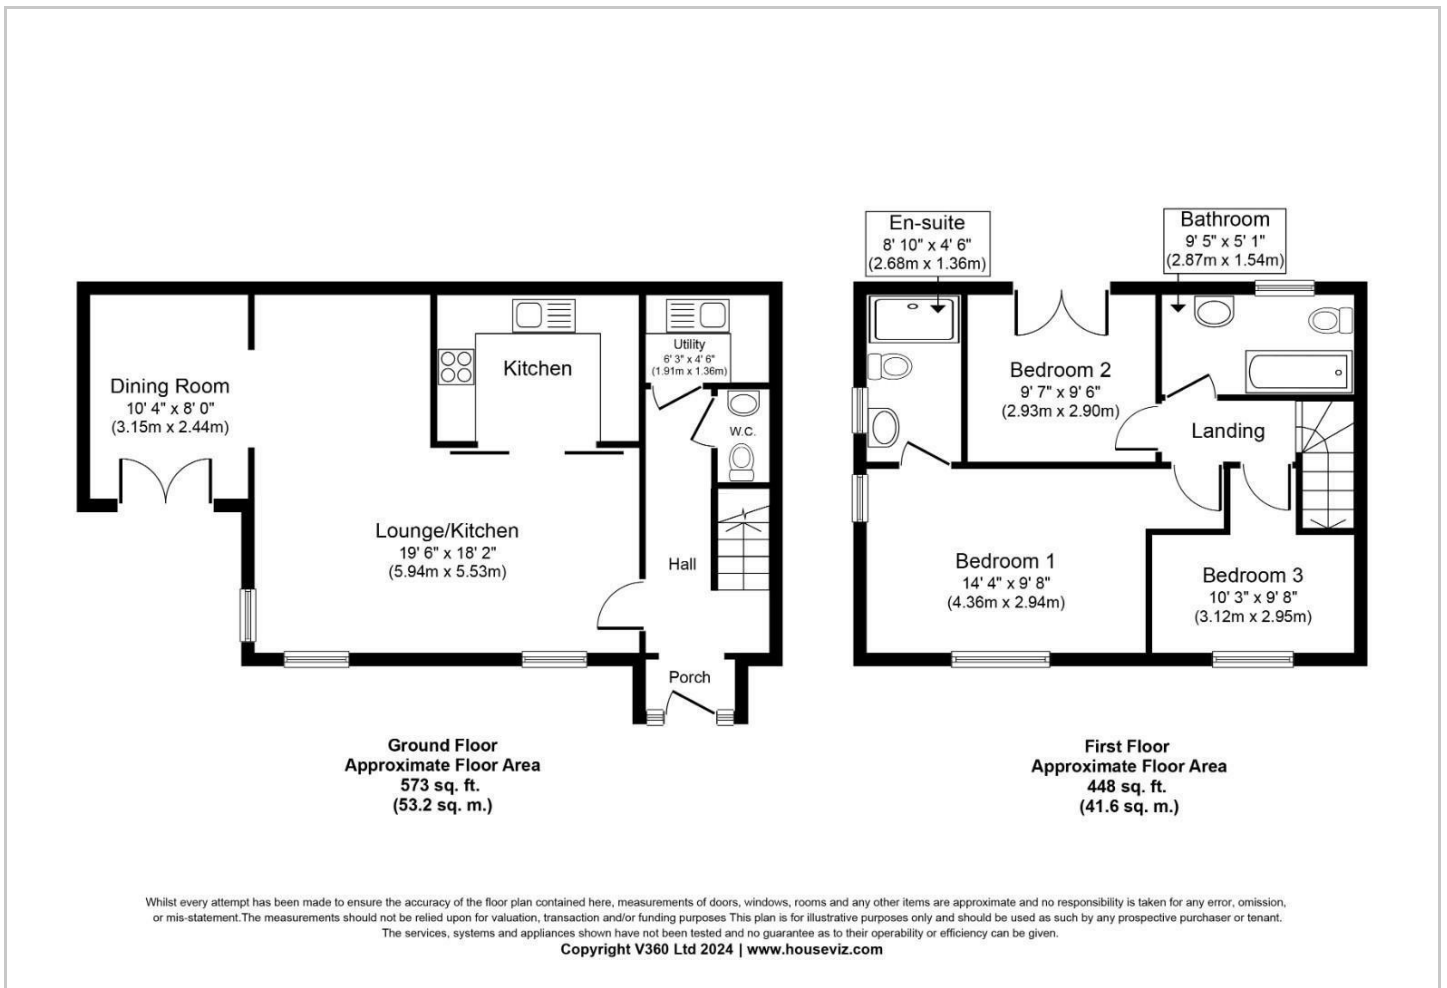 En-suite
8' 10" x 4' 6"
(2.68m x 1.36m)
Bathroom
9' 5" x 5' 1"
(2.87m x 1.54m)
Dining Room
10' 4" x 8' 0"
(3.15m x 2.44m)
Kitchen
Utility
6' 3" x 4' 6"
(1.91m x 1.36m)
W.C.
Lounge/Kitchen
19' 6" x 18' 2"
(5.94m x 5.53m)
Hall
Porch
Bedroom 2
9' 7" x 9' 6"
(2.93m x 2.90m)
Landing
Bedroom 1
14' 4" x 9' 8"
(4.36m x 2.94m)
Bedroom 3
10' 3" x 9' 8"
(3.12m x 2.95m)
Ground Floor
Approximate Floor Area
573 sq. ft.
(53.2 sq. m.)
First Floor
Approximate Floor Area
448 sq. ft.
(41.6 sq. m.)
Whilst every attempt has been made to ensure the accuracy of the floor plan contained here, measurements of doors, windows, rooms and any other items are approximate and no responsibility is taken for any error, omission,
or mis-statement.The measurements should not be relied upon for valuation, transaction and/or funding purposes This plan is for illustrative purposes only and should be used as such by any prospective purchaser or tenant.
The services, systems and appliances shown have not been tested and no guarantee as to their operability or efficiency can be given.
Copyright V360 Ltd 2024 | www.houseviz.com